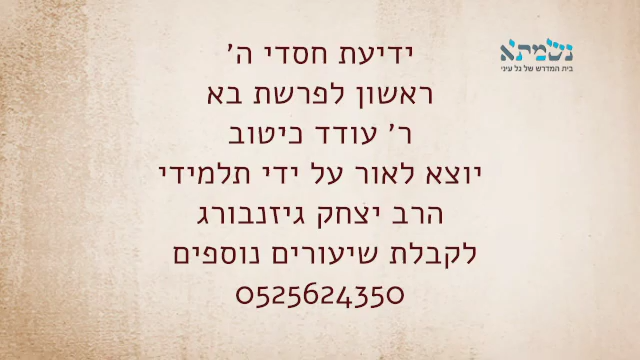 ידיעת חסדי ה'
ראשון לפרשת בא
ר' עודד כיטוב
יוצא לאור על ידי תלמידי
הרב יצחק גיזנבורג
לקבלת שיעורים נוספים
0525624350
נשמתא
בית המדרש של גל עיני